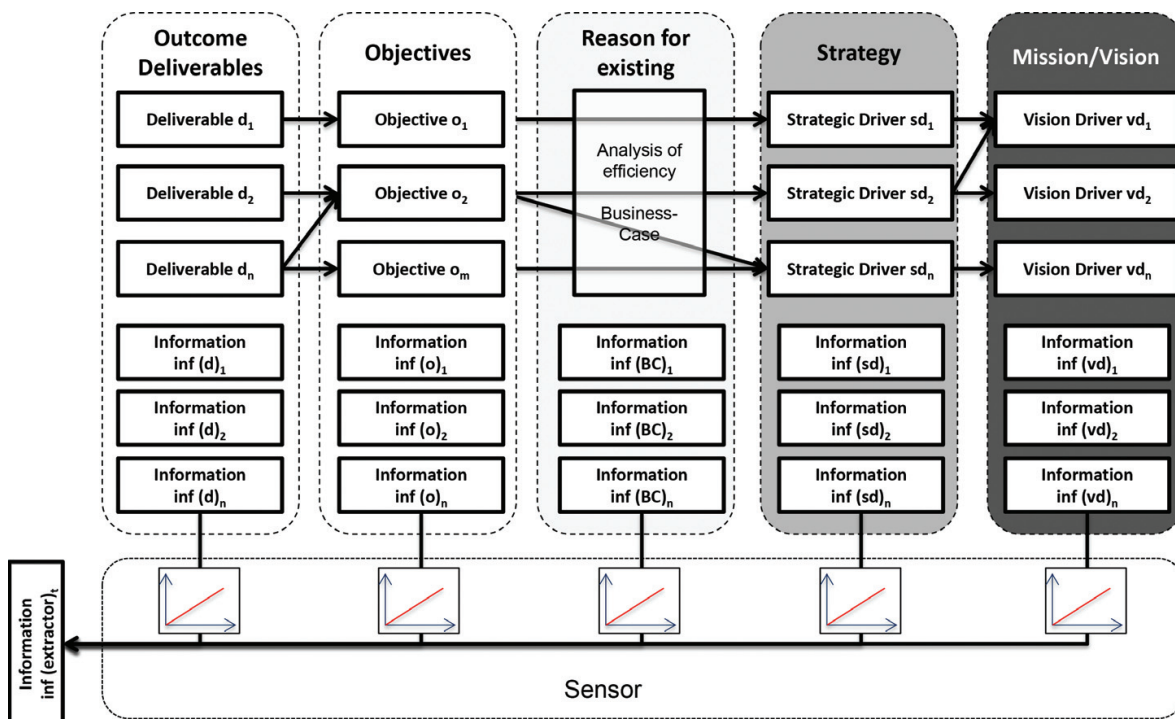 Outcome
Deliverables
Objectives
Reason for
existing
Strategy
Mission/Vision
Deliverable d₁
Objective o₁
Strategic Driver sd₁
Vision Driver vd₁
Analysis of
efficiency
Deliverable d₂
Objective o₂
Strategic Driver sd₂
Vision Driver vd₂
Business-
Case
Deliverable dₙ
Objective oₘ
Strategic Driver sdₙ
Vision Driver vdₙ
Information
inf (d)₁
Information
inf (o)₁
Information
inf (BC)₁
Information
inf (sd)₁
Information
inf (vd)₁
Information
inf (d)₂
Information
inf (o)₂
Information
inf (BC)₂
Information
inf (sd)₂
Information
inf (vd)₂
Information
inf (d)ₙ
Information
inf (o)ₙ
Information
inf (BC)ₙ
Information
inf (sd)ₙ
Information
inf (vd)ₙ
Information
inf (extractor)ₜ
Sensor